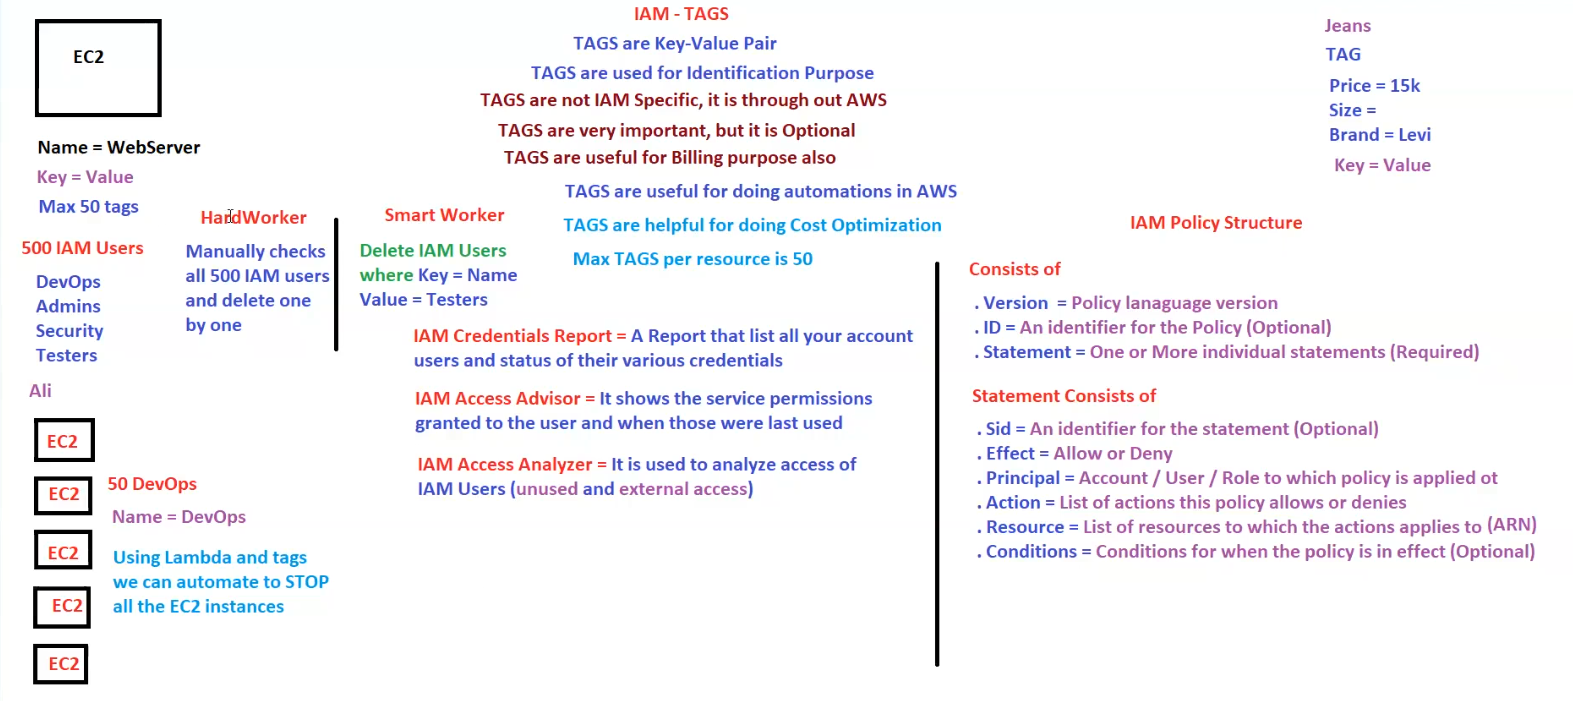 IAM - TAGS
TAGS are Key-Value Pair
TAGS are used for Identification Purpose
TAGS are not IAM Specific, it is through out AWS
TAGS are very important, but it is Optional
TAGS are useful for Billing purpose also
TAGS are useful for doing automations in AWS
TAGS are helpful for doing Cost Optimization
Max TAGS per resource is 50
EC2
Name = WebServer
Key = Value
Max 50 tags
Jeans
TAG
Price = 15k
Size =
Brand = Levi
Key = Value
500 IAM Users
DevOps
Admins
Security
Testers
Ali
HardWorker
Manually checks
all 500 IAM users
and delete one
by one
Smart Worker
Delete IAM Users
where Key = Name
Value = Testers
IAM Credentials Report = A Report that list all your account
users and status of their various credentials
IAM Access Advisor = It shows the service permissions
granted to the user and when those were last used
IAM Access Analyzer = It is used to analyze access of
IAM Users (unused and external access)
EC2
EC2
EC2
EC2
EC2
50 DevOps
Name = DevOps
Using Lambda and tags
we can automate to STOP
all the EC2 instances
IAM Policy Structure
Consists of
. Version = Policy lanaguage version
. ID = An identifier for the Policy (Optional)
. Statement = One or More individual statements (Required)
Statement Consists of
. Sid = An identifier for the statement (Optional)
. Effect = Allow or Deny
. Principal = Account / User / Role to which policy is applied ot
. Action = List of actions this policy allows or denies
. Resource = List of resources to which the actions applies to (ARN)
. Conditions = Conditions for when the policy is in effect (Optional)